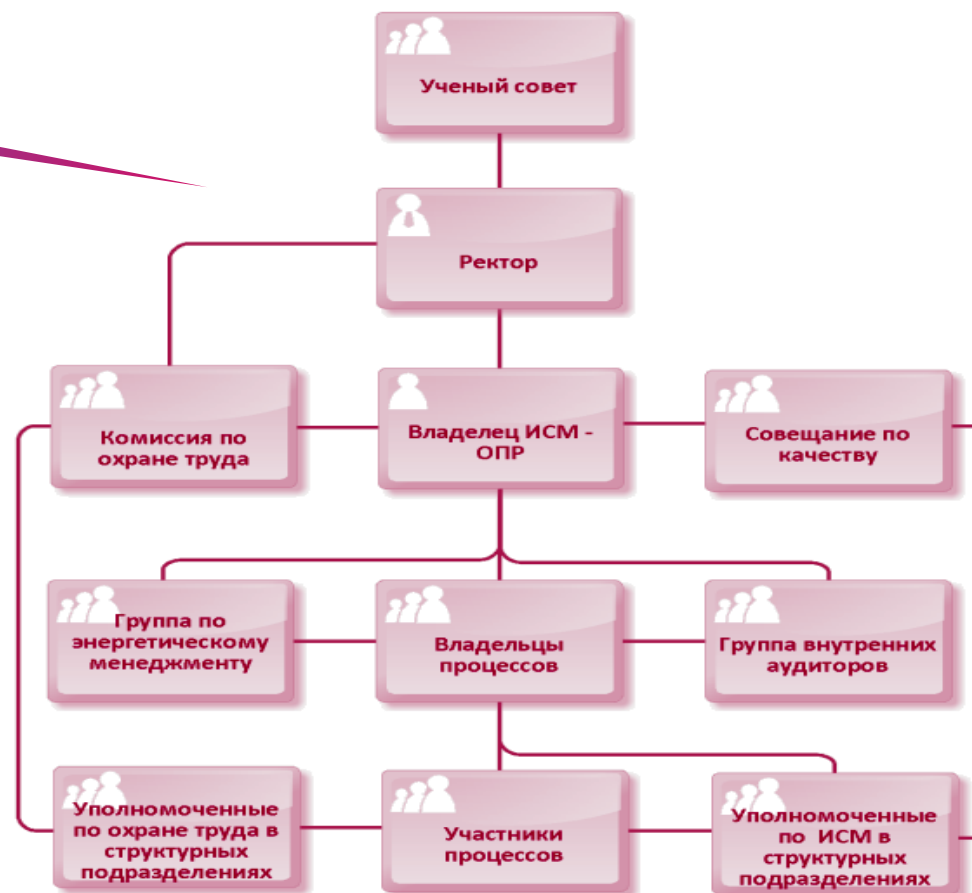 Ученый совет
Ректор
Комиссия по
охране труда
Владелец ИСМ -
ОПР
Совещание по
качеству
Группа по
энергетическому
менеджменту
Владельцы
процессов
Группа внутренних
аудиторов
Уполномоченные
по охране труда в
структурных
подразделениях
Участники
процессов
Уполномоченные
по ИСМ в
структурных
подразделениях